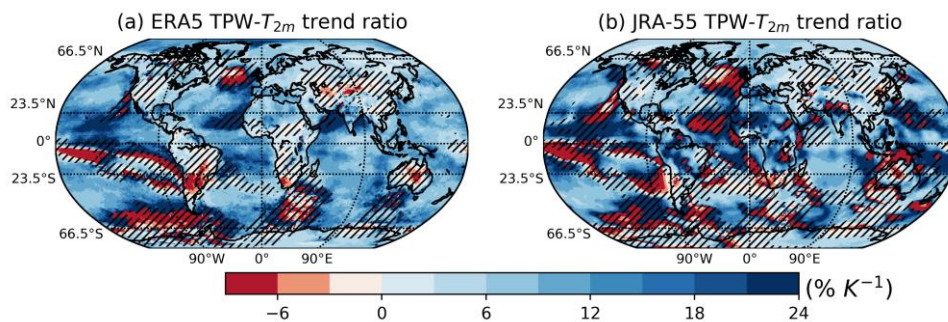 (a) ERA5 TPW-T2m trend ratio
(b) JRA-55 TPW-T2m trend ratio
66.5°N
23.5°N
0°
23.5°S
66.5°S
90°W 0° 90°E
66.5°N
23.5°N
0°
23.5°S
66.5°S
90°W 0° 90°E
−6 0 6 12 18 24
(% K−1)